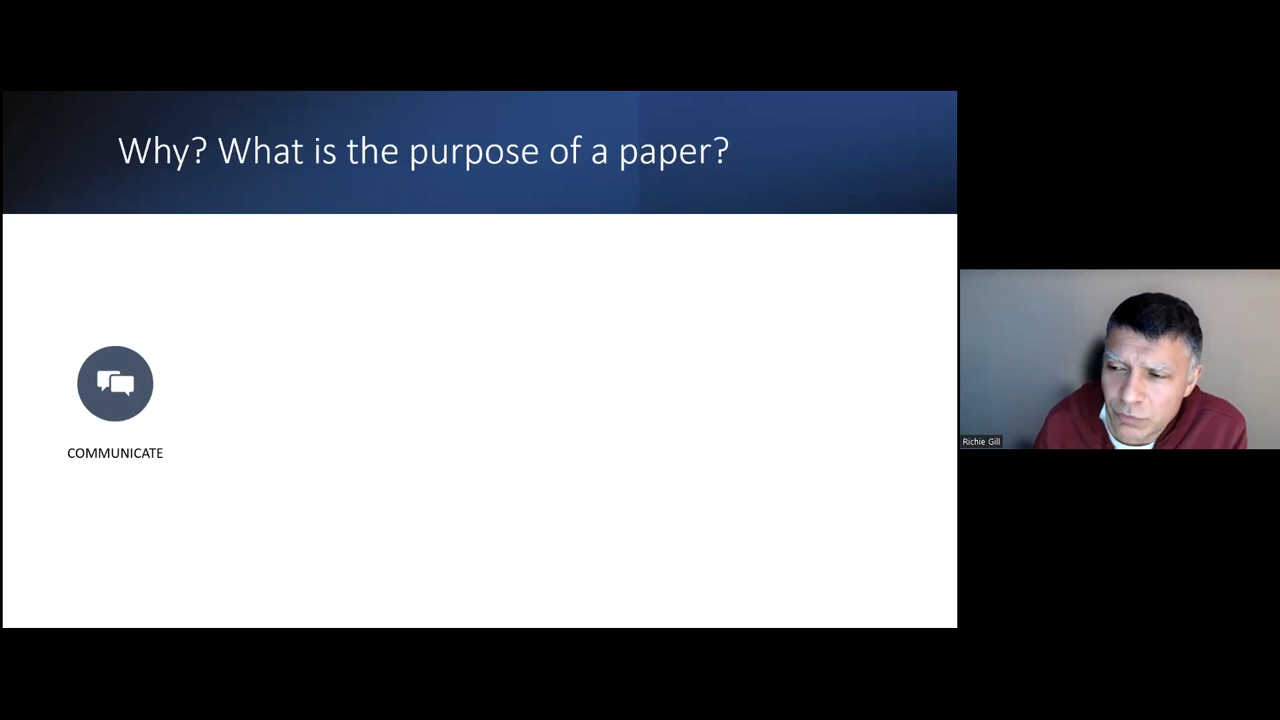 Why? What is the purpose of a paper?
COMMUNICATE
Richie Gill